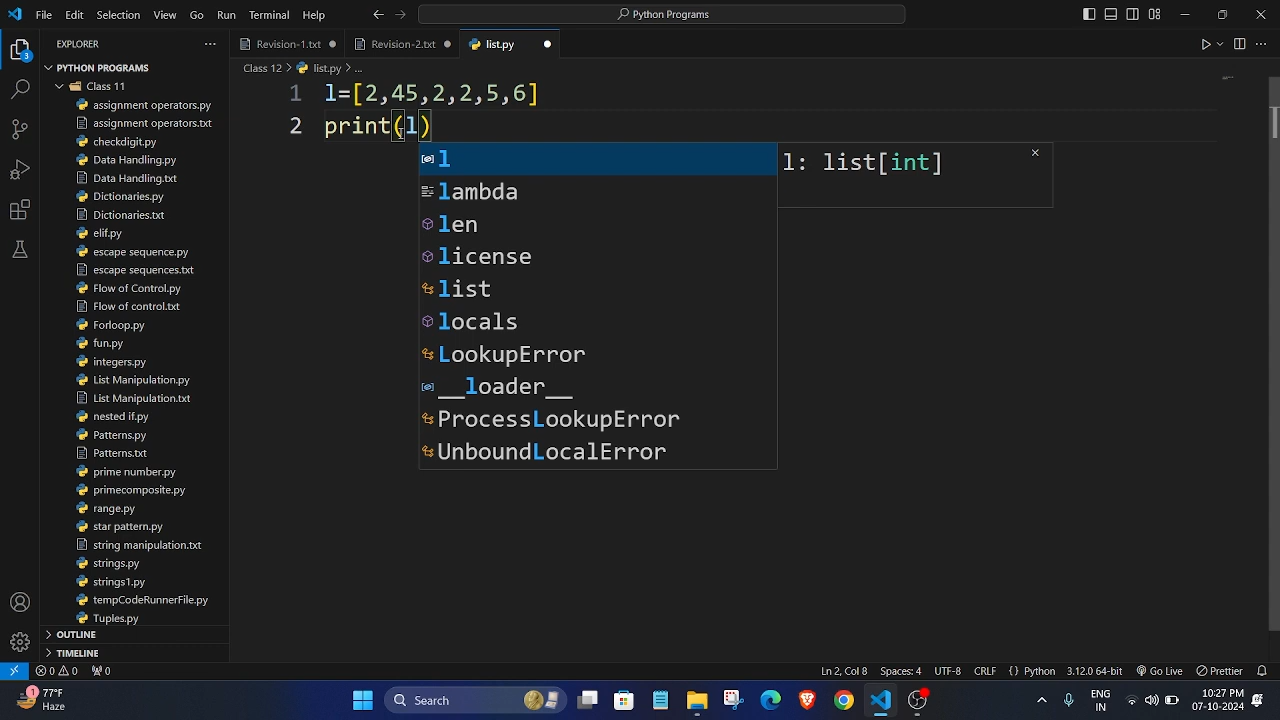 File Edit Selection View Go Run Terminal Help
Python Programs
EXPLORER
Revision-1.txt
Revision-2.txt
list.py
PYTHON PROGRAMS
Class 12 > list.py > ...
Class 11
assignment operators.py
assignment operators.txt
checkdigit.py
Data Handling.py
Data Handling.txt
Dictionaries.py
Dictionaries.txt
elif.py
escape sequence.py
escape sequences.txt
Flow of Control.py
Flow of control.txt
Forloop.py
fun.py
integers.py
List Manipulation.py
List Manipulation.txt
nested if.py
Patterns.py
Patterns.txt
prime number.py
primecomposite.py
range.py
star pattern.py
string manipulation.txt
strings.py
strings1.py
tempCodeRunnerFile.py
Tuples.py
OUTLINE
TIMELINE
3
1 l=[2,45,2,2,5,6]
2 print(l)
l
lambda
len
license
list
locals
LookupError
__loader__
ProcessLookupError
UnboundLocalError
l: list[int]
0 0 0
Ln 2, Col 8 Spaces: 4 UTF-8 CRLF {} Python 3.12.0 64-bit Go Live Prettier
1
77°F
Haze
Search
ENG
IN
10:27 PM
07-10-2024